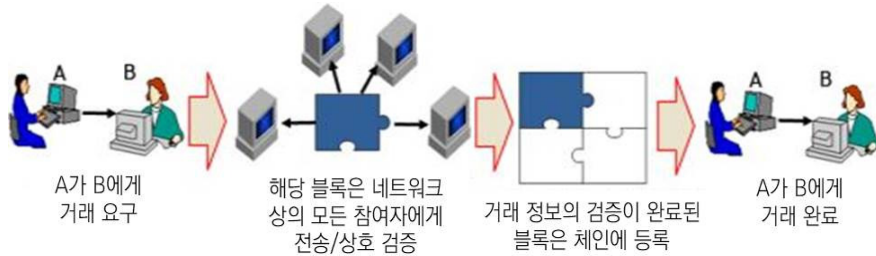 A
B
A가 B에게
거래 요구
해당 블록은 네트워크
상의 모든 참여자에게
전송/상호 검증
거래 정보의 검증이 완료된
블록은 체인에 등록
A
B
A가 B에게
거래 완료